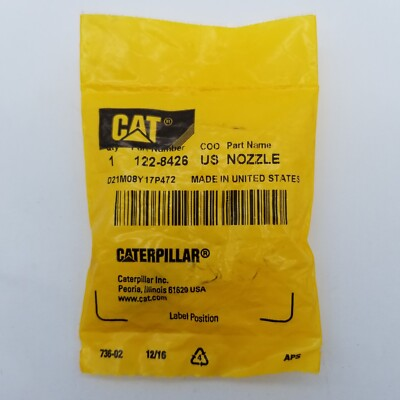 CAT®
Qty Part Number COO Part Name
1 122-8426 US NOZZLE
D21M08Y17P472 MADE IN UNITED STATES
CATERPILLAR®
Caterpillar Inc.
Peoria, Illinois 61629 USA
www.cat.com
Label Position
736-02 12/16 4 APS